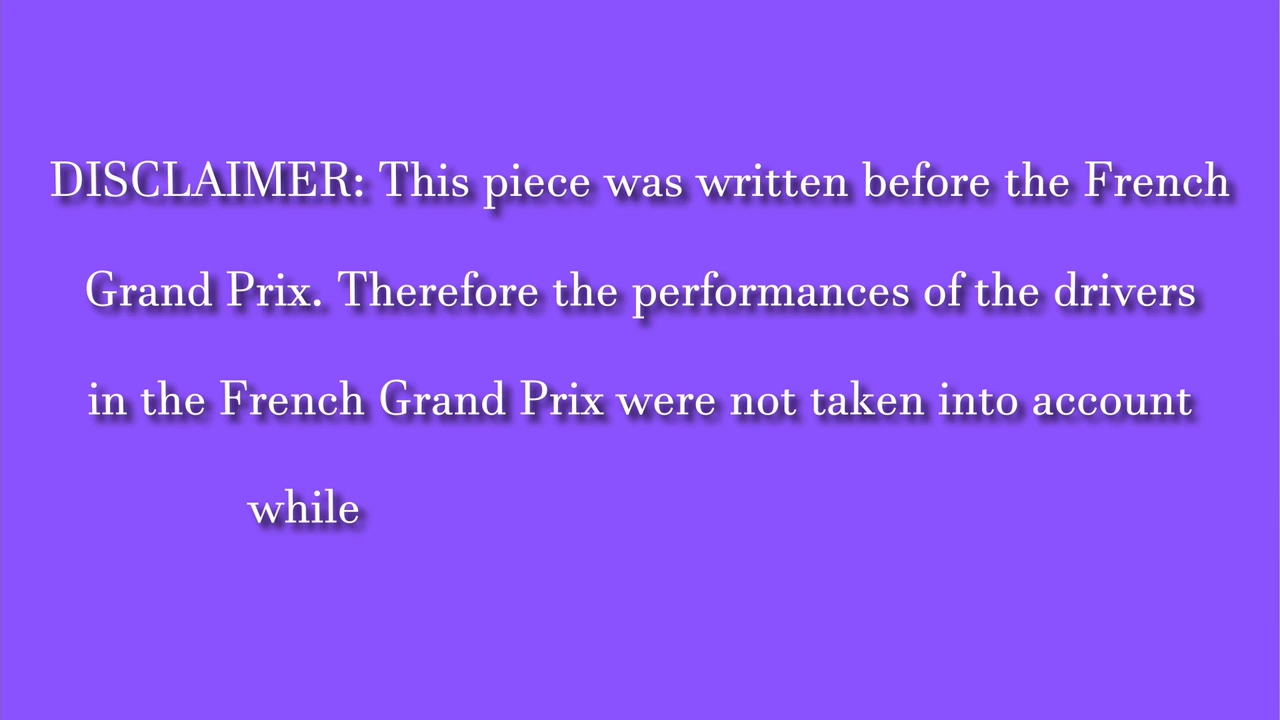 DISCLAIMER: This piece was written before the French
Grand Prix. Therefore the performances of the drivers
in the French Grand Prix were not taken into account
while